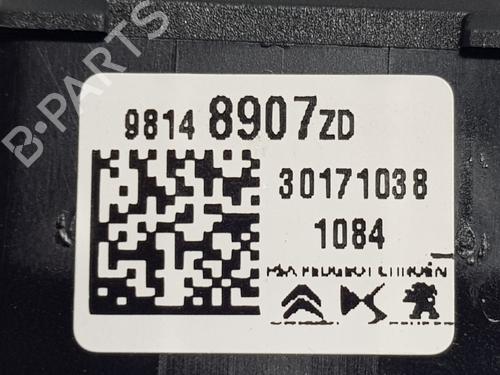 B-PARTS
9814 8907ZD
30171038
1084
PSA PEUGEOT CITROËN